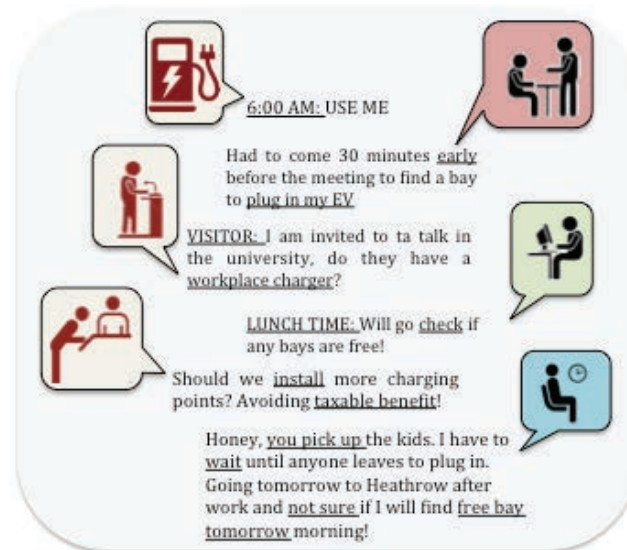 6:00 AM: USE ME
Had to come 30 minutes early
before the meeting to find a bay
to plug in my EV
VISITOR: I am invited to ta talk in
the university, do they have a
workplace charger?
LUNCH TIME: Will go check if
any bays are free!
Should we install more charging
points? Avoiding taxable benefit!
Honey, you pick up the kids. I have to
wait until anyone leaves to plug in.
Going tomorrow to Heathrow after
work and not sure if I will find free bay
tomorrow morning!